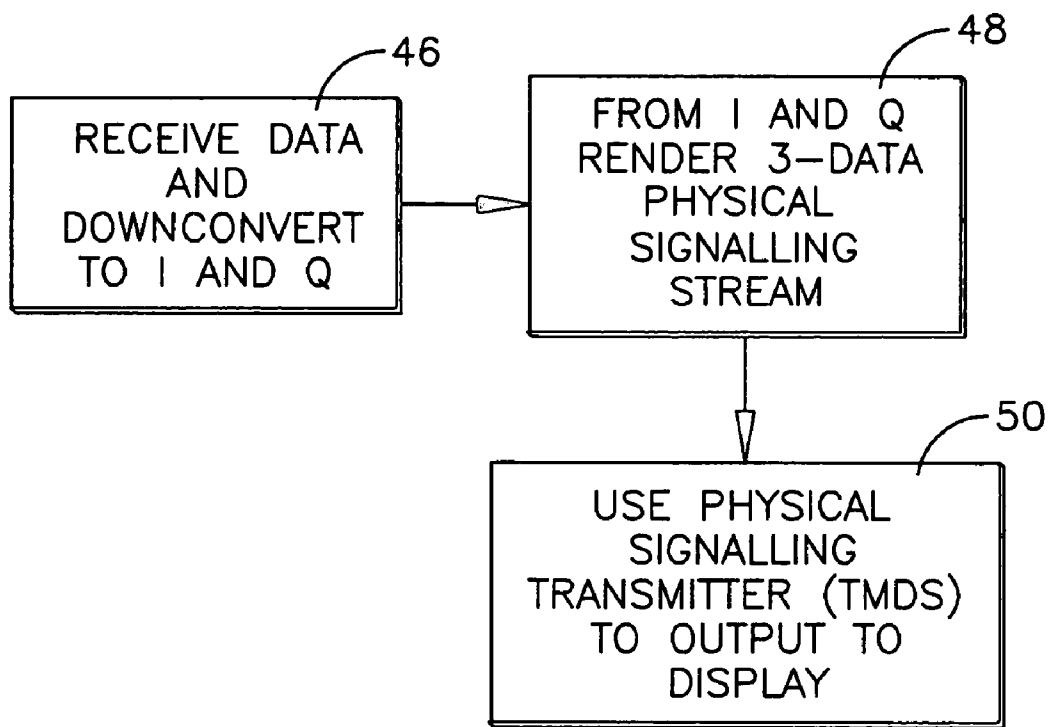 46
RECEIVE DATA
AND
DOWNCONVERT
TO I AND Q
48
FROM I AND Q
RENDER 3-DATA
PHYSICAL
SIGNALLING
STREAM
50
USE PHYSICAL
SIGNALLING
TRANSMITTER (TMDS)
TO OUTPUT TO
DISPLAY